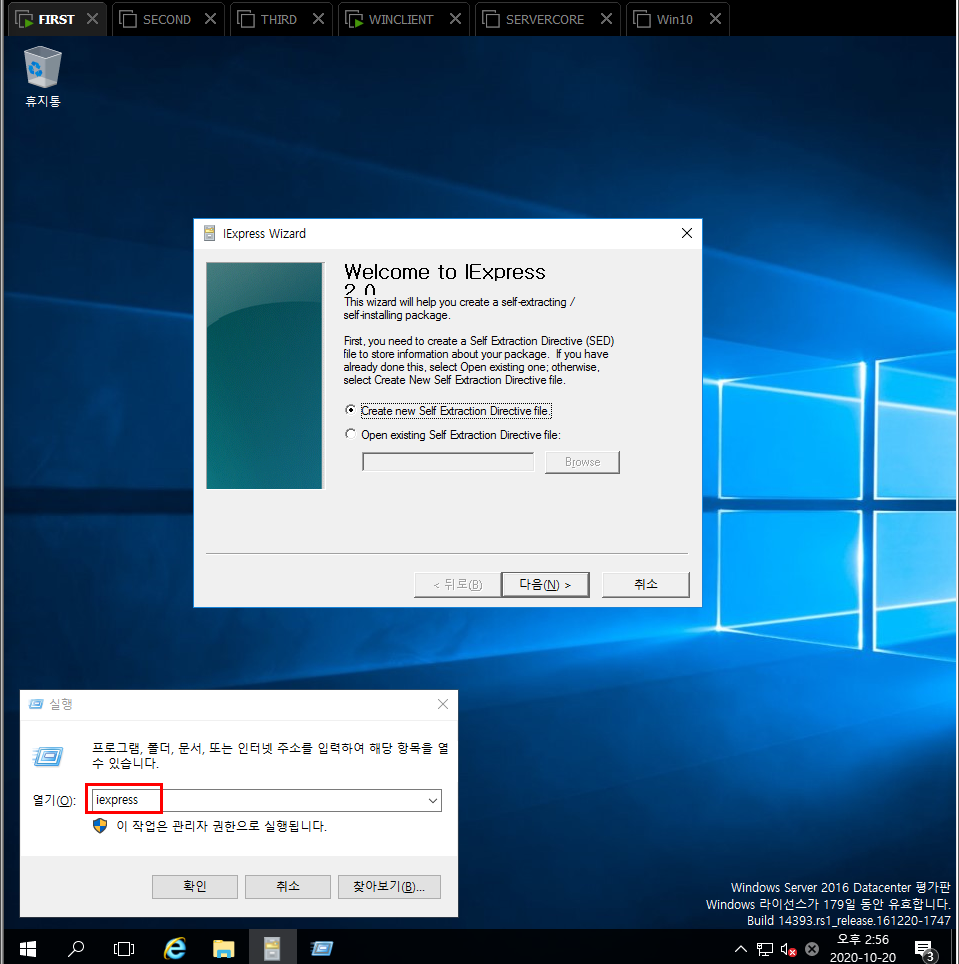 FIRST
SECOND
THIRD
WINCLIENT
SERVERCORE
Win10
휴지통
IExpress Wizard
Welcome to IExpress
2.0
This wizard will help you create a self-extracting /
self-installing package.
First, you need to create a Self Extraction Directive (SED)
file to store information about your package. If you have
already done this, select Open existing one; otherwise,
select Create New Self Extraction Directive file.
Create new Self Extraction Directive file.
Open existing Self Extraction Directive file:
Browse
< 뒤로(B)
다음(N) >
취소
실행
프로그램, 폴더, 문서, 또는 인터넷 주소를 입력하여 해당 항목을 열
수 있습니다.
열기(O):
iexpress
이 작업은 관리자 권한으로 실행됩니다.
확인
취소
찾아보기(B)...
Windows Server 2016 Datacenter 평가판
Windows 라이선스가 179일 동안 유효합니다.
Build 14393.rs1_release.161220-1747
오후 2:56
2020-10-20
3